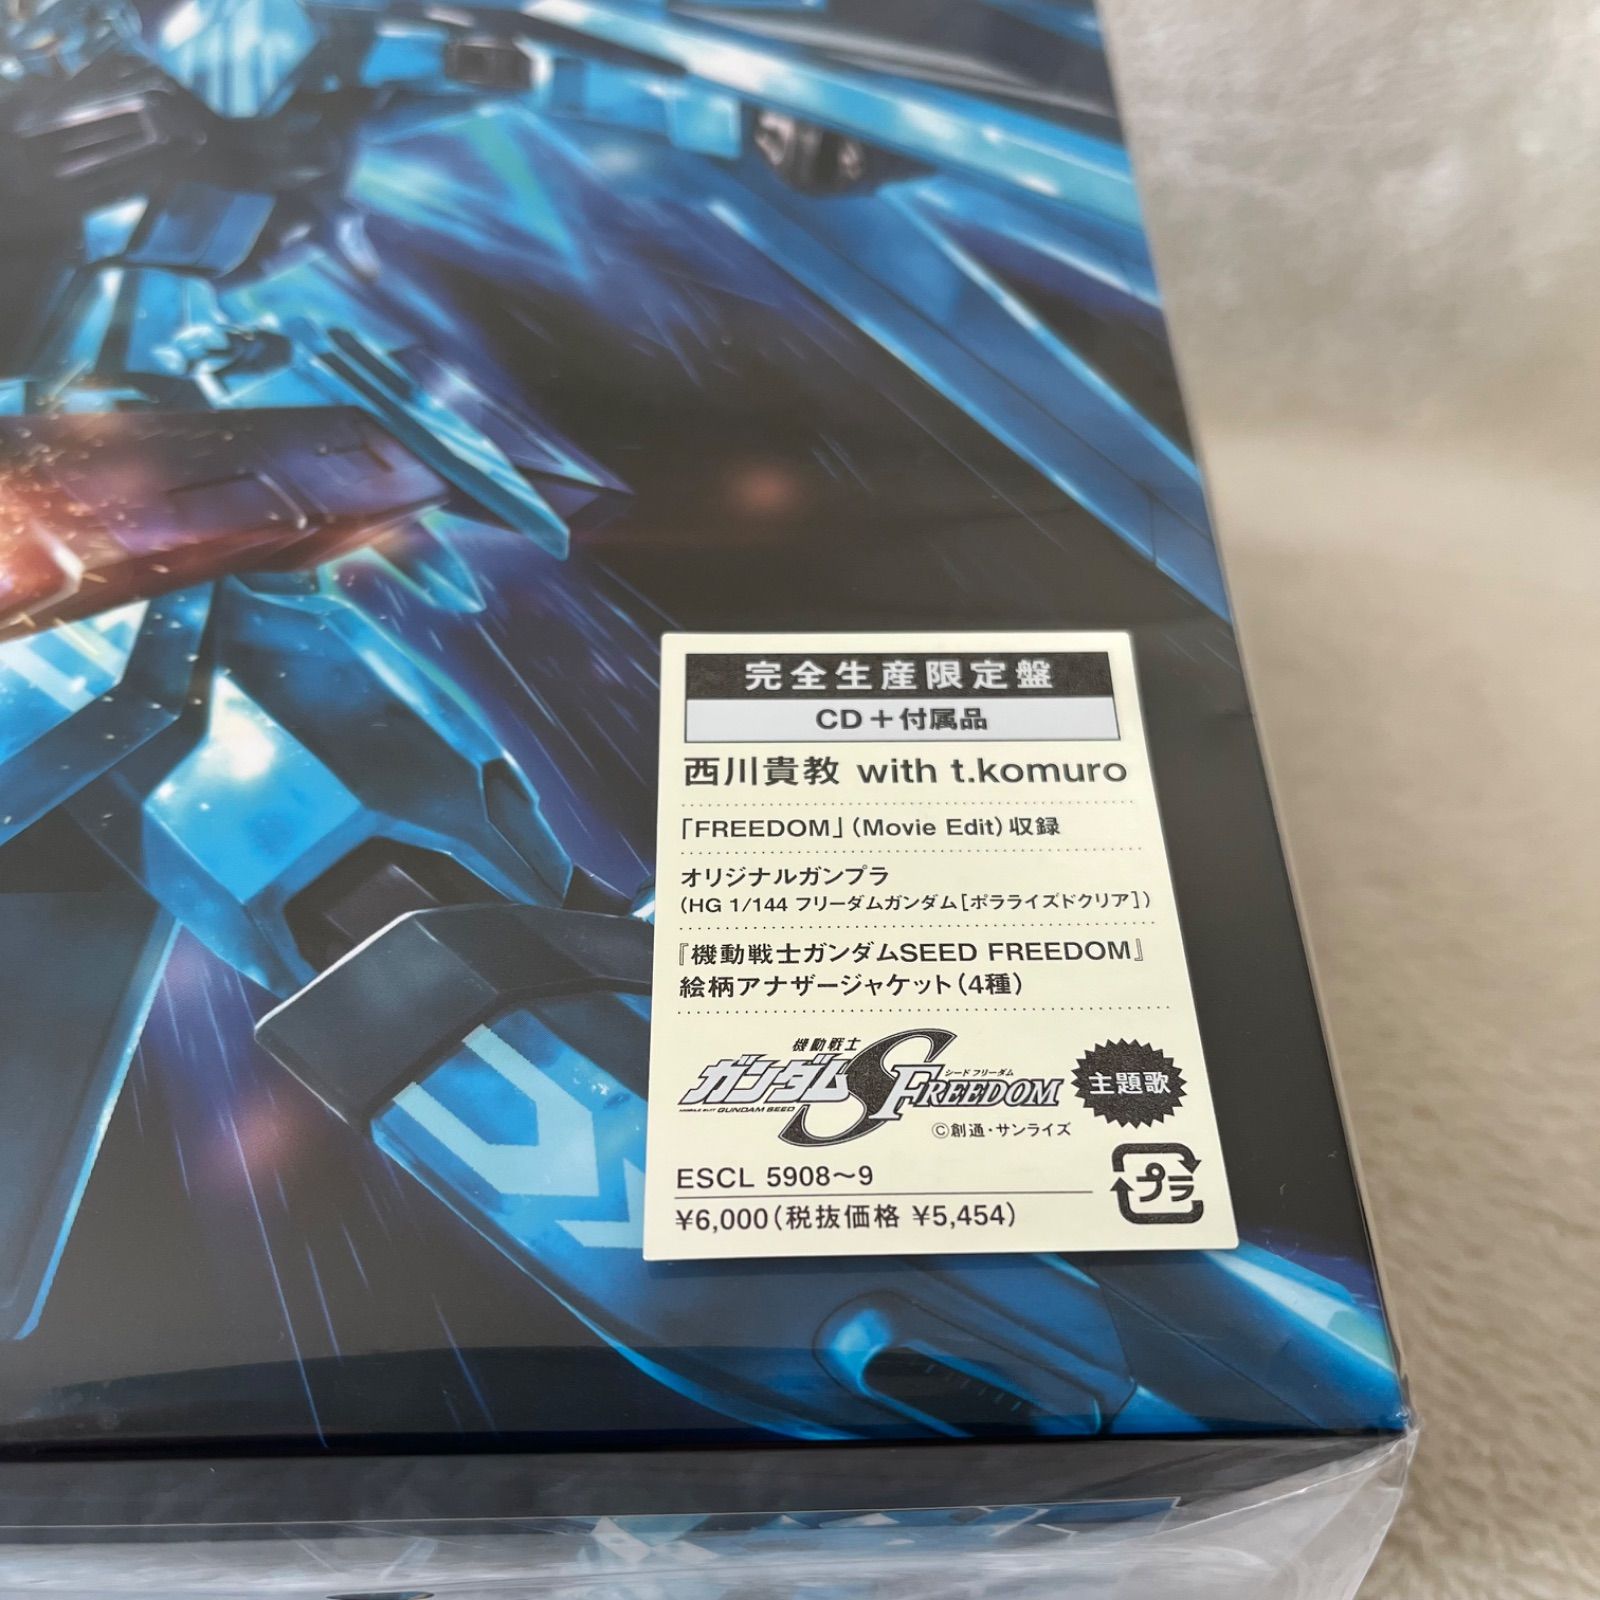 完全生産限定盤
CD＋付属品
西川貴教 with t.komuro
「FREEDOM」(Movie Edit)収録
オリジナルガンプラ
(HG 1/144 フリーダムガンダム[ポラライズドクリア])
『機動戦士ガンダムSEED FREEDOM』
絵柄アナザージャケット(4種)
機動戦士
ガンダムS FREEDOM
シード フリーダム
MOBILE SUIT GUNDAM SEED
主題歌
©創通・サンライズ
ESCL 5908〜9
プラ
¥6,000(税抜価格 ¥5,454)